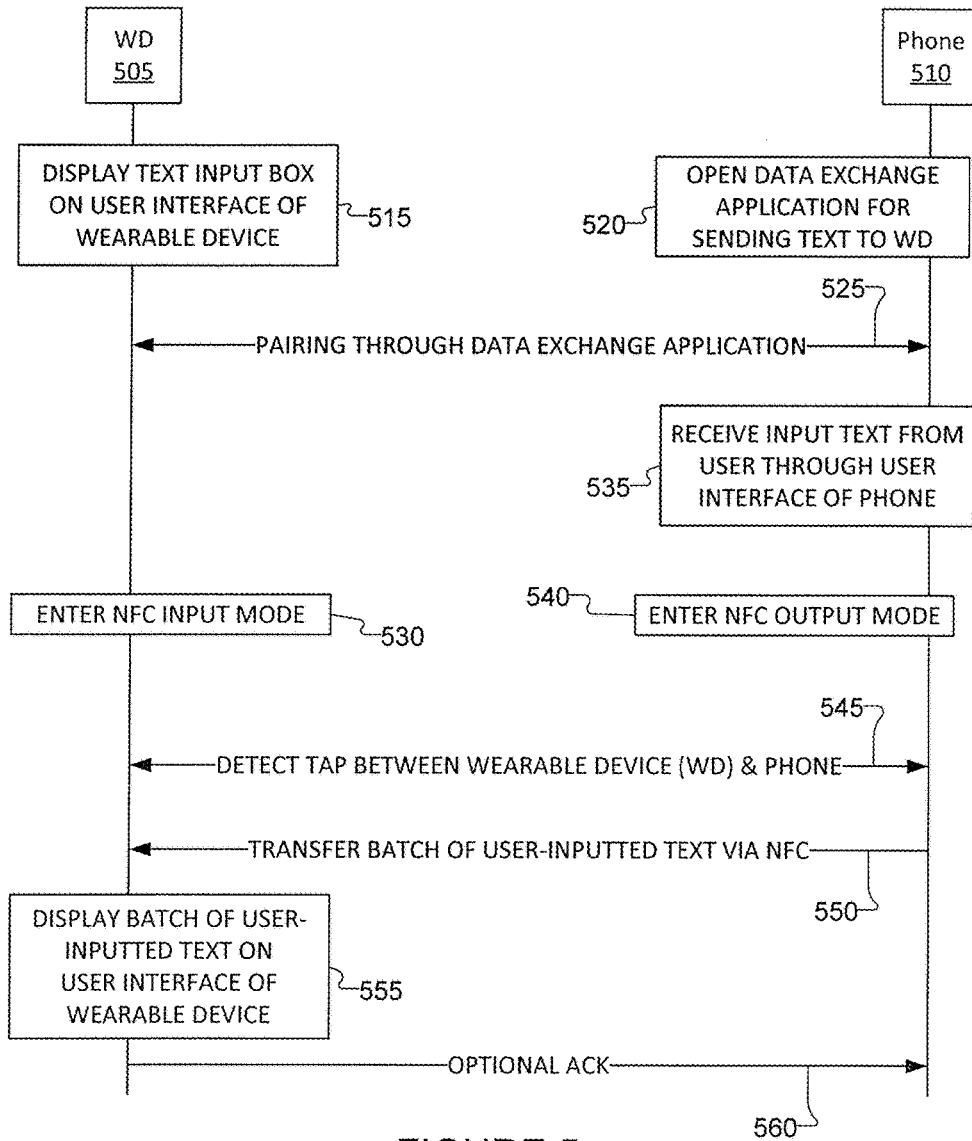 WD
505
Phone
510
DISPLAY TEXT INPUT BOX
ON USER INTERFACE OF
WEARABLE DEVICE
515
OPEN DATA EXCHANGE
APPLICATION FOR
SENDING TEXT TO WD
520
525
PAIRING THROUGH DATA EXCHANGE APPLICATION
RECEIVE INPUT TEXT FROM
USER THROUGH USER
INTERFACE OF PHONE
535
ENTER NFC INPUT MODE
530
540
ENTER NFC OUTPUT MODE
545
DETECT TAP BETWEEN WEARABLE DEVICE (WD) & PHONE
TRANSFER BATCH OF USER-INPUTTED TEXT VIA NFC
550
DISPLAY BATCH OF USER-
INPUTTED TEXT ON
USER INTERFACE OF
WEARABLE DEVICE
555
OPTIONAL ACK
560